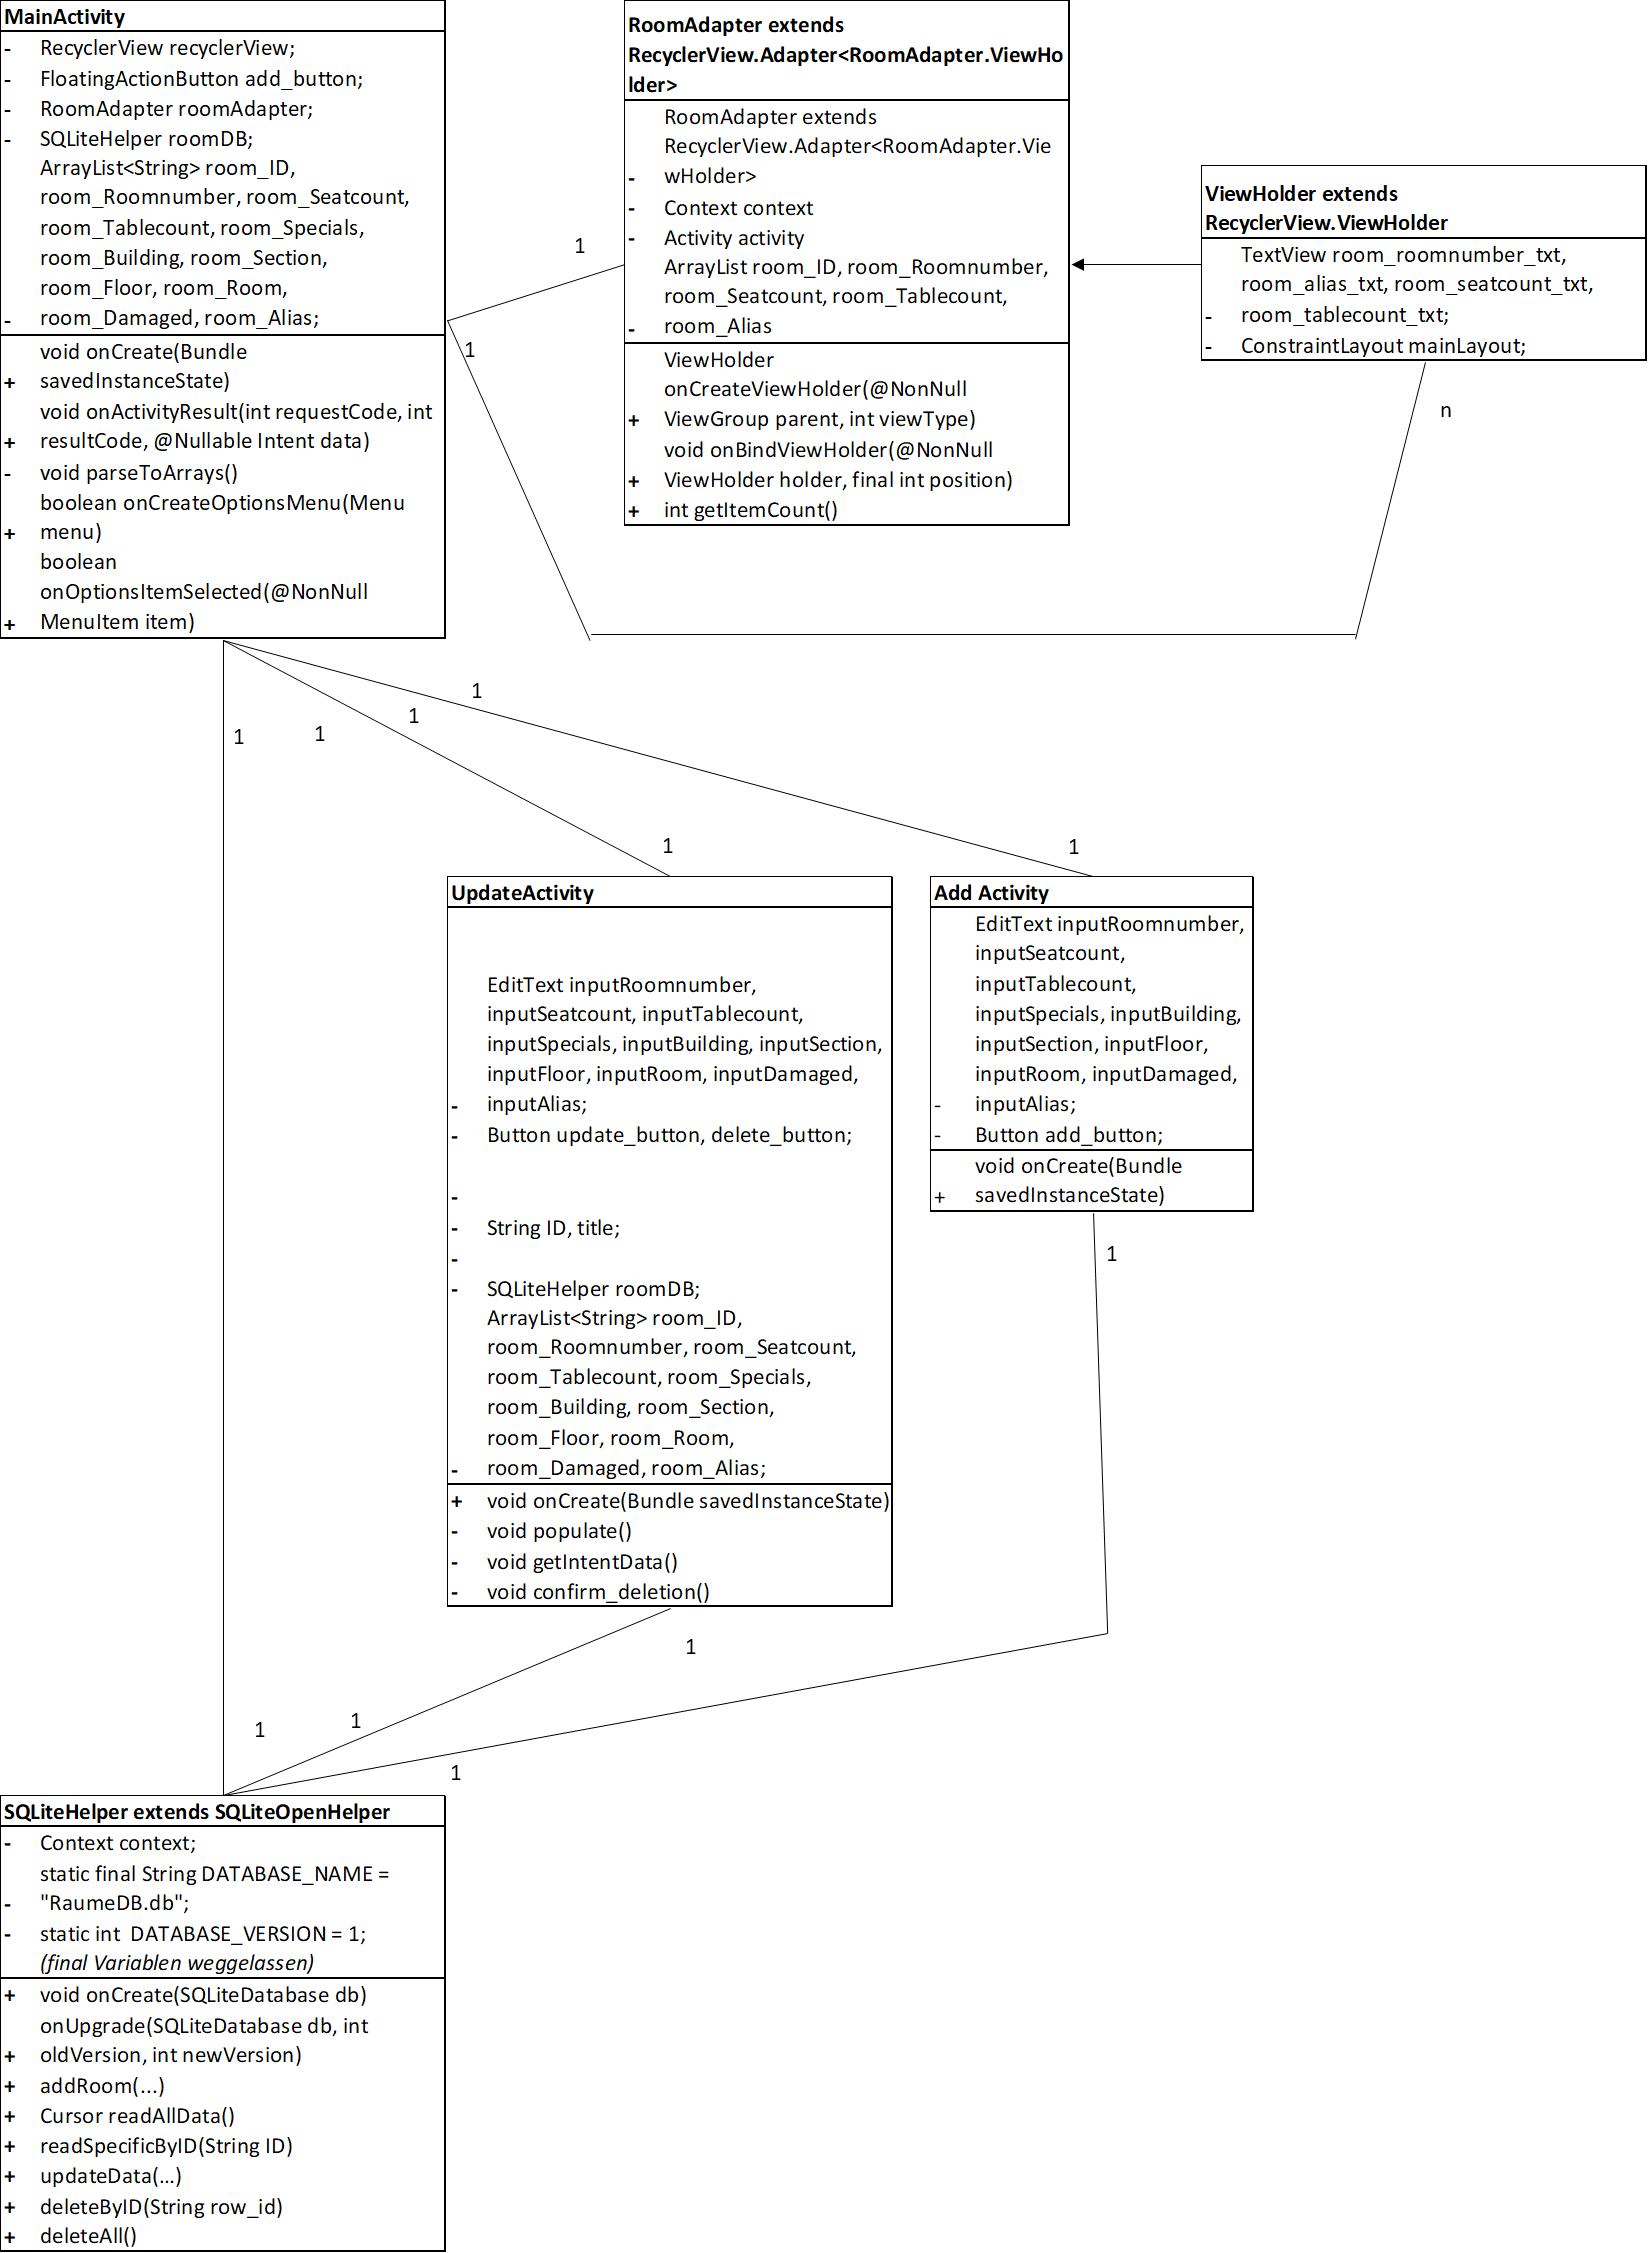 MainActivity
- RecyclerView recyclerView;
- FloatingActionButton add_button;
- RoomAdapter roomAdapter;
- SQLiteHelper roomDB;
ArrayList<String> room_ID,
room_Roomnumber, room_Seatcount,
room_Tablecount, room_Specials,
room_Building, room_Section,
room_Floor, room_Room,
- room_Damaged, room_Alias;
void onCreate(Bundle
+ savedInstanceState)
void onActivityResult(int requestCode, int
+ resultCode, @Nullable Intent data)
- void parseToArrays()
boolean onCreateOptionsMenu(Menu
+ menu)
boolean
onOptionsItemSelected(@NonNull
+ MenuItem item)
RoomAdapter extends
RecyclerView.Adapter<RoomAdapter.ViewHo
lder>
RoomAdapter extends
RecyclerView.Adapter<RoomAdapter.Vie
- wHolder>
- Context context
- Activity activity
ArrayList room_ID, room_Roomnumber,
room_Seatcount, room_Tablecount,
- room_Alias
ViewHolder
onCreateViewHolder(@NonNull
+ ViewGroup parent, int viewType)
void onBindViewHolder(@NonNull
+ ViewHolder holder, final int position)
+ int getItemCount()
ViewHolder extends
RecyclerView.ViewHolder
TextView room_roomnumber_txt,
room_alias_txt, room_seatcount_txt,
- room_tablecount_txt;
- ConstraintLayout mainLayout;
1
1
n
1
1
1
1
1
1
UpdateActivity
EditText inputRoomnumber,
inputSeatcount, inputTablecount,
inputSpecials, inputBuilding, inputSection,
inputFloor, inputRoom, inputDamaged,
- inputAlias;
- Button update_button, delete_button;
-
- String ID, title;
-
- SQLiteHelper roomDB;
ArrayList<String> room_ID,
room_Roomnumber, room_Seatcount,
room_Tablecount, room_Specials,
room_Building, room_Section,
room_Floor, room_Room,
- room_Damaged, room_Alias;
+ void onCreate(Bundle savedInstanceState)
- void populate()
- void getIntentData()
- void confirm_deletion()
Add Activity
EditText inputRoomnumber,
inputSeatcount,
inputTablecount,
inputSpecials, inputBuilding,
inputSection, inputFloor,
inputRoom, inputDamaged,
- inputAlias;
- Button add_button;
void onCreate(Bundle
+ savedInstanceState)
1
1
1
1
1
SQLiteHelper extends SQLiteOpenHelper
- Context context;
static final String DATABASE_NAME =
- "RaumeDB.db";
- static int  DATABASE_VERSION = 1;
(final Variablen weggelassen)
+ void onCreate(SQLiteDatabase db)
onUpgrade(SQLiteDatabase db, int
+ oldVersion, int newVersion)
+ addRoom(...)
+ Cursor readAllData()
+ readSpecificByID(String ID)
+ updateData(...)
+ deleteByID(String row_id)
+ deleteAll()